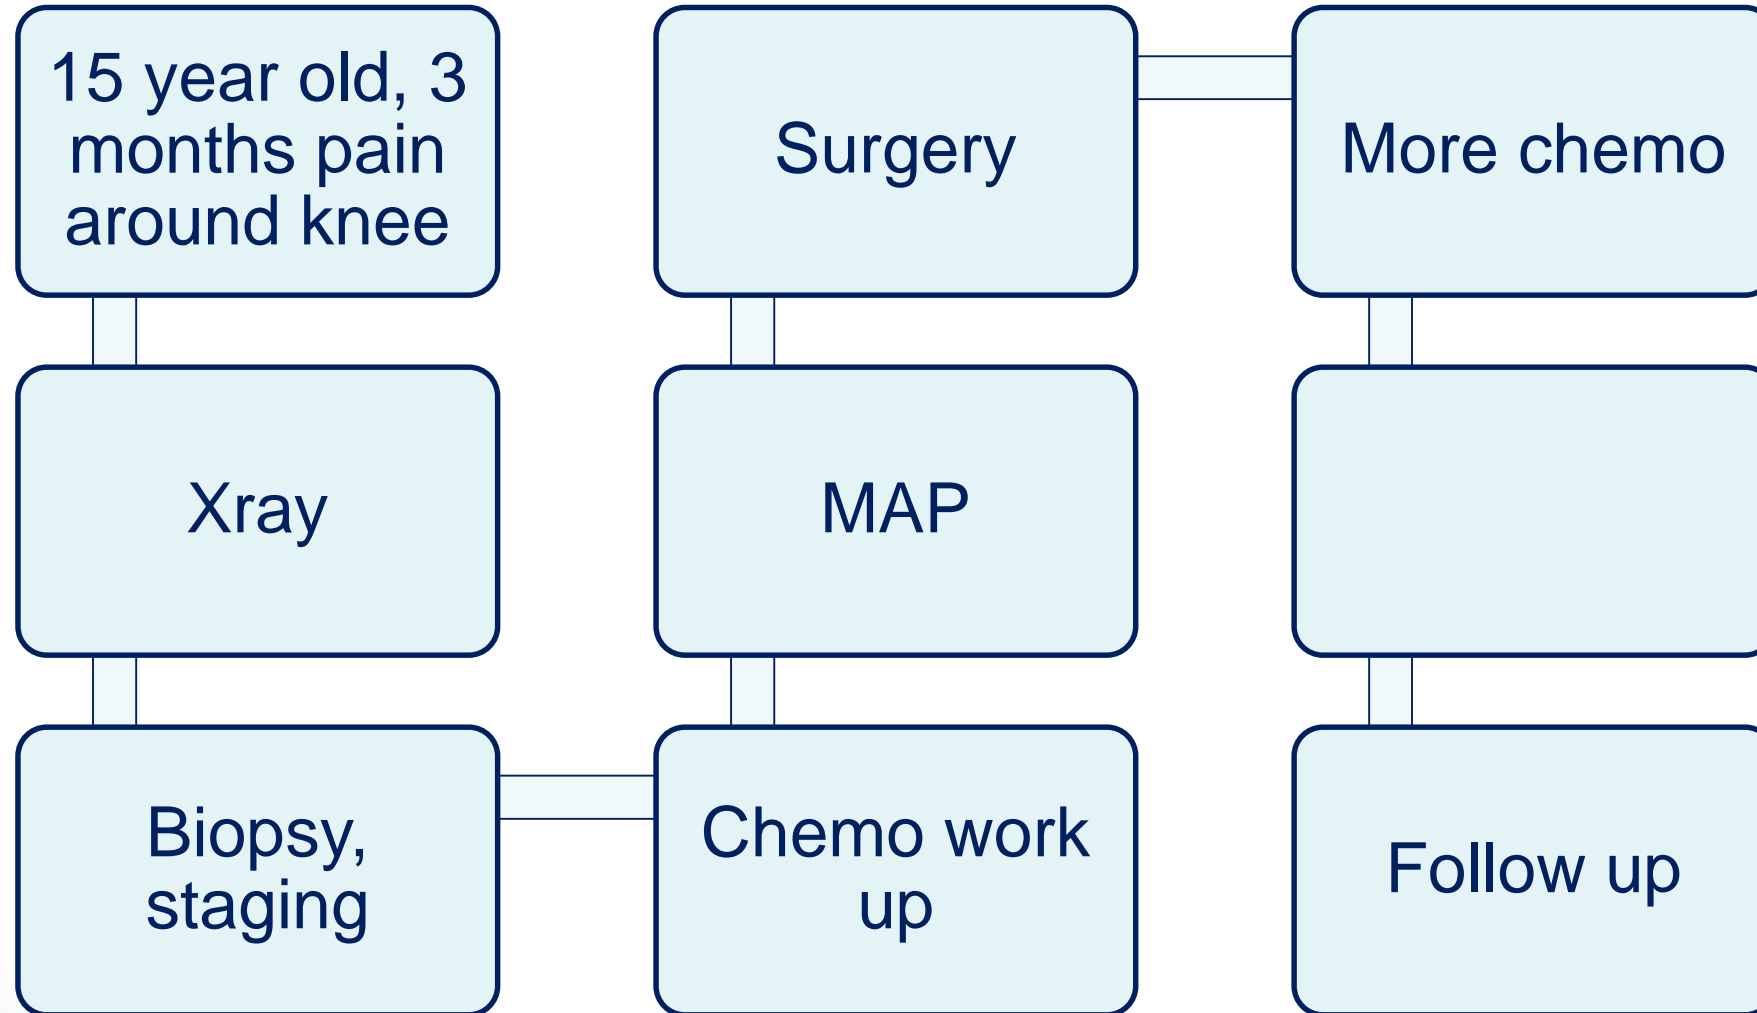 15 year old, 3
months pain
around knee
Xray
Biopsy,
staging
Chemo work
up
MAP
Surgery
More chemo
Follow up